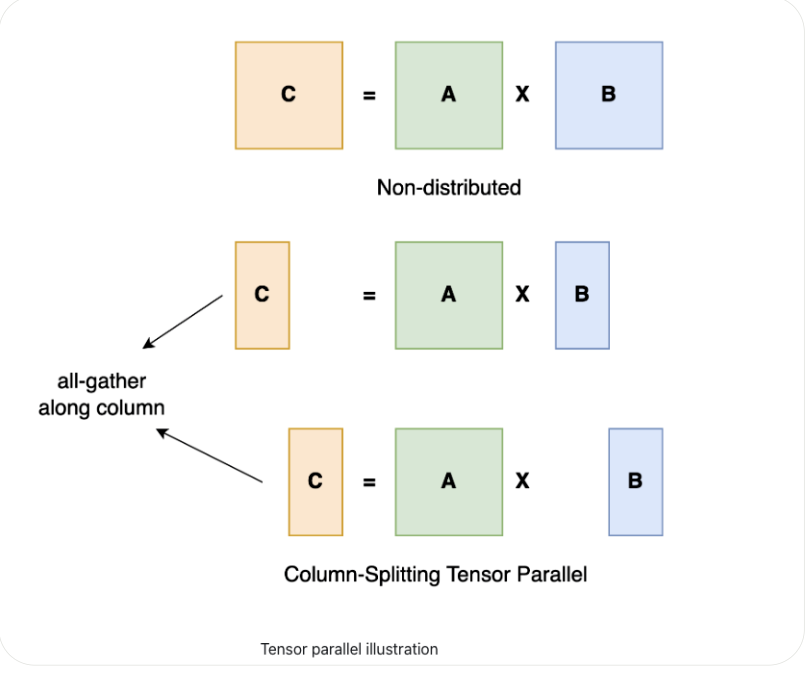 C = A X B
Non-distributed
C = A X B
all-gather
along column
C = A X B
Column-Splitting Tensor Parallel
Tensor parallel illustration